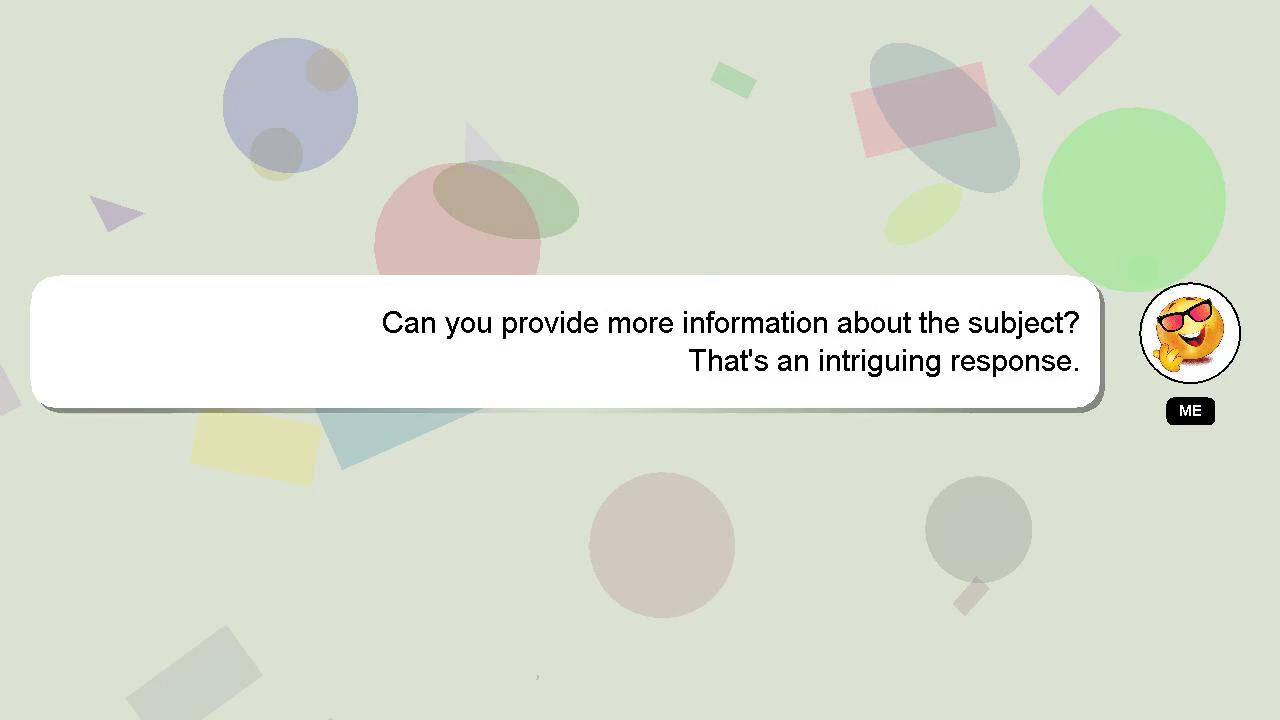 Can you provide more information about the subject?
That's an intriguing response.
ME